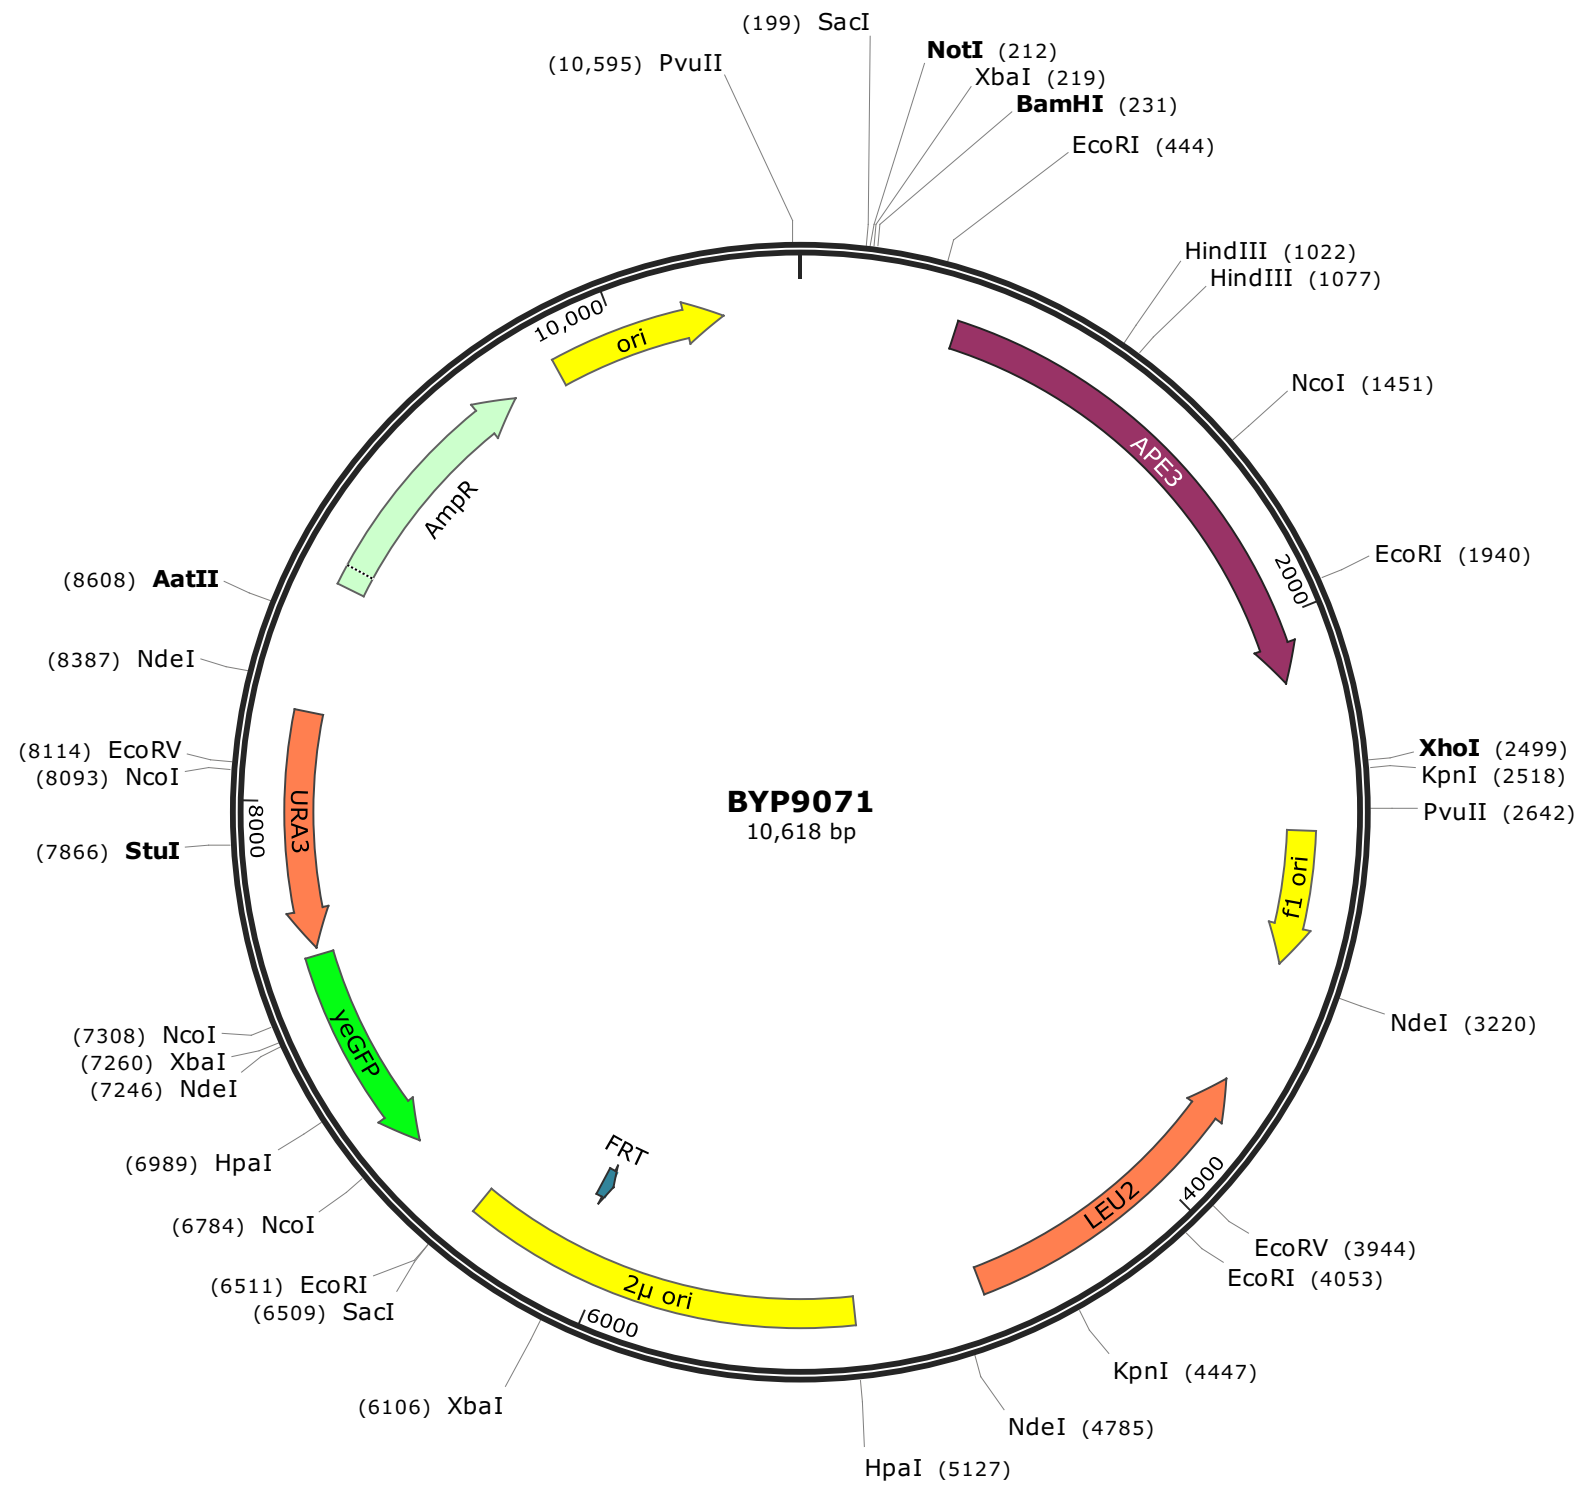 (199) SacI
NotI (212)
(10,595) PvuII
XbaI (219)
BamHI (231)
EcoRI (444)
HindIII (1022)
HindIII (1077)
10,000
ori
NcoI (1451)
APE3
AmpR
EcoRI (1940)
2000
(8608) AatII
(8387) NdeI
XhoI (2499)
(8114) EcoRV
KpnI (2518)
(8093) NcoI
BYP9071
PvuII (2642)
URA3
8000
10,618 bp
(7866) StuI
f1 ori
NdeI (3220)
(7308) NcoI
yeGFP
(7260) XbaI
(7246) NdeI
FRT
(6989) HpaI
4000
LEU2
(6784) NcoI
EcoRV (3944)
EcoRI (4053)
(6511) EcoRI
2μ ori
(6509) SacI
6000
KpnI (4447)
(6106) XbaI
NdeI (4785)
HpaI (5127)